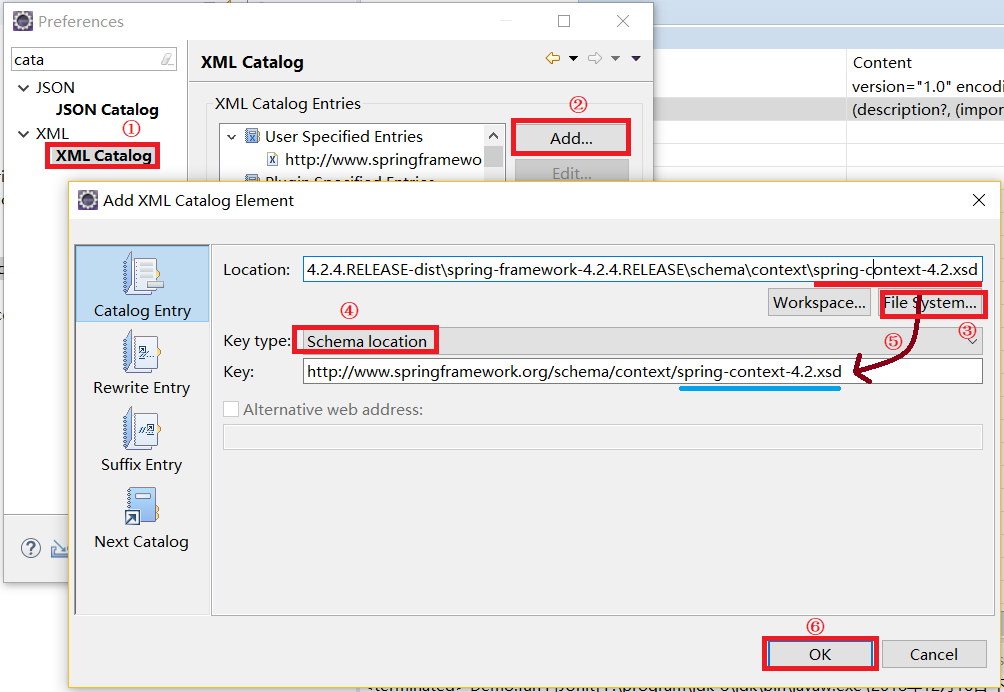 Preferences
cata
JSON
JSON Catalog
①
XML
XML Catalog
XML Catalog
XML Catalog Entries
②
User Specified Entries
http://www.springframewo
Plugin Specified Entries
Add...
Edit...
Content
version="1.0" encodi
(description?, (impor
Add XML Catalog Element
Catalog Entry
Rewrite Entry
Suffix Entry
Next Catalog
Location:
4.2.4.RELEASE-dist\spring-framework-4.2.4.RELEASE\schema\context\spring-context-4.2.xsd
Workspace...
File System...
③
④
⑤
Key type:
Schema location
Key:
http://www.springframework.org/schema/context/spring-context-4.2.xsd
Alternative web address:
⑥
OK
Cancel